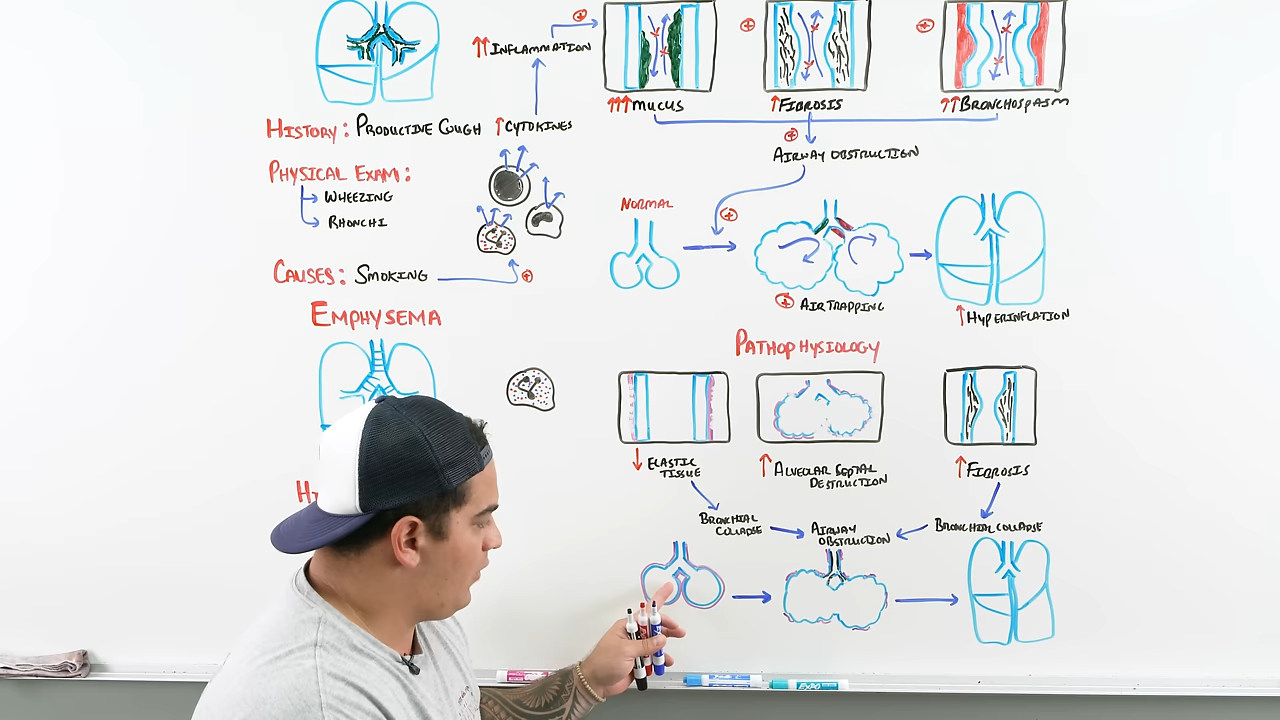 ↑↑ INFLAMMATION
⊕
⊕
⊕
↑↑↑ MUCUS
↑ FIBROSIS
↑↑ BRONCHOSPASM
HISTORY: PRODUCTIVE COUGH
↑ CYTOKINES
⊕
AIRWAY OBSTRUCTION
PHYSICAL EXAM:
WHEEZING
RHONCHI
NORMAL
⊕
CAUSES: SMOKING
⊕
⊕ AIR TRAPPING
↑ HYPERINFLATION
EMPHYSEMA
PATHOPHYSIOLOGY
↓ ELASTIC
TISSUE
↑ ALVEOLAR SEPTAL
DESTRUCTION
↑ FIBROSIS
BRONCHIAL
COLLAPSE
AIRWAY
OBSTRUCTION
BRONCHIAL COLLAPSE
EXPO